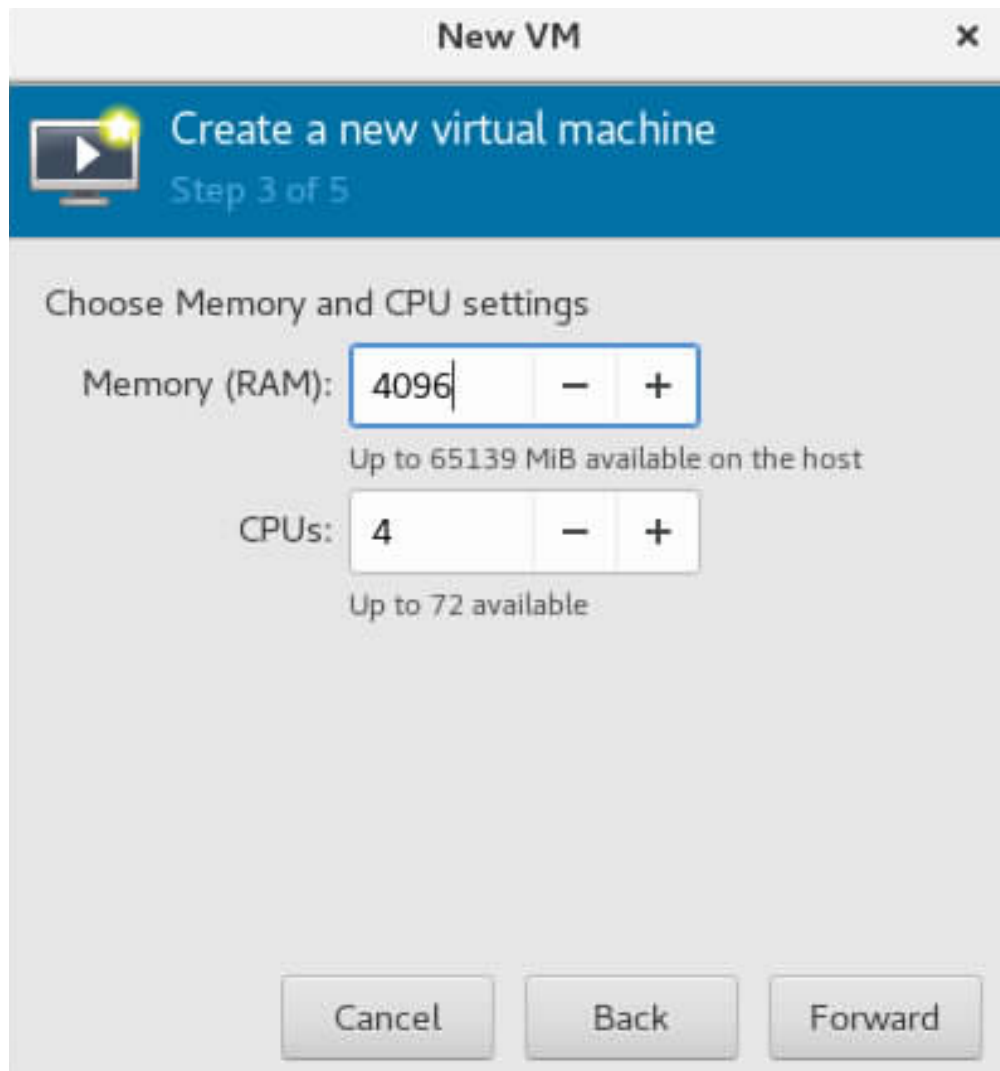 New VM
Create a new virtual machine
Step 3 of 5
Choose Memory and CPU settings
Memory (RAM): 4096 − +
Up to 65139 MiB available on the host
CPUs: 4 − +
Up to 72 available
Cancel Back Forward